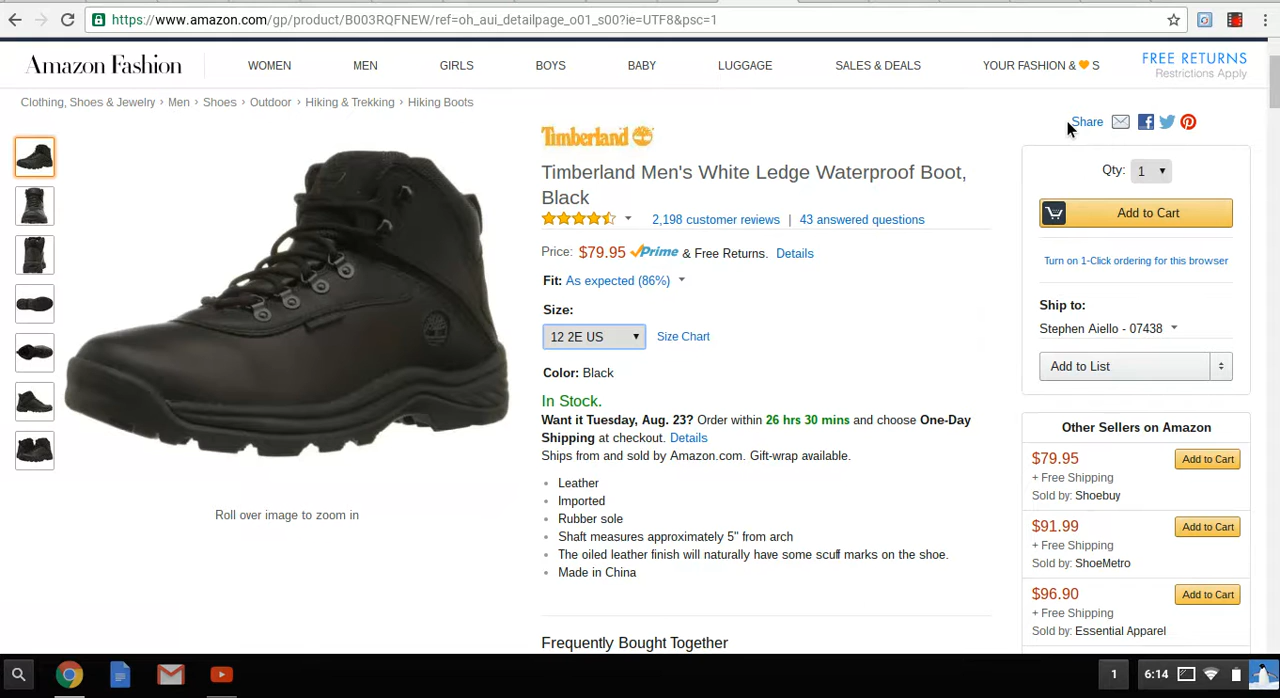 https://www.amazon.com/gp/product/B003RQFNEW/ref=oh_aui_detailpage_o01_s00?ie=UTF8&psc=1
Amazon Fashion
WOMEN MEN GIRLS BOYS BABY LUGGAGE SALES & DEALS YOUR FASHION & 🧡 S
FREE RETURNS
Restrictions Apply
Clothing, Shoes & Jewelry › Men › Shoes › Outdoor › Hiking & Trekking › Hiking Boots
Share
Timberland
Timberland Men's White Ledge Waterproof Boot,
Black
2,198 customer reviews | 43 answered questions
Price: $79.95 Prime & Free Returns. Details
Fit: As expected (86%)
Size:
12 2E US Size Chart
Color: Black
In Stock.
Want it Tuesday, Aug. 23? Order within 26 hrs 30 mins and choose One-Day
Shipping at checkout. Details
Ships from and sold by Amazon.com. Gift-wrap available.
• Leather
• Imported
• Rubber sole
• Shaft measures approximately 5" from arch
• The oiled leather finish will naturally have some scuff marks on the shoe.
• Made in China
Roll over image to zoom in
Frequently Bought Together
Qty: 1
Add to Cart
Turn on 1-Click ordering for this browser
Ship to:
Stephen Aiello - 07438
Add to List
Other Sellers on Amazon
$79.95 Add to Cart
+ Free Shipping
Sold by: Shoebuy
$91.99 Add to Cart
+ Free Shipping
Sold by: ShoeMetro
$96.90 Add to Cart
+ Free Shipping
Sold by: Essential Apparel
1 6:14